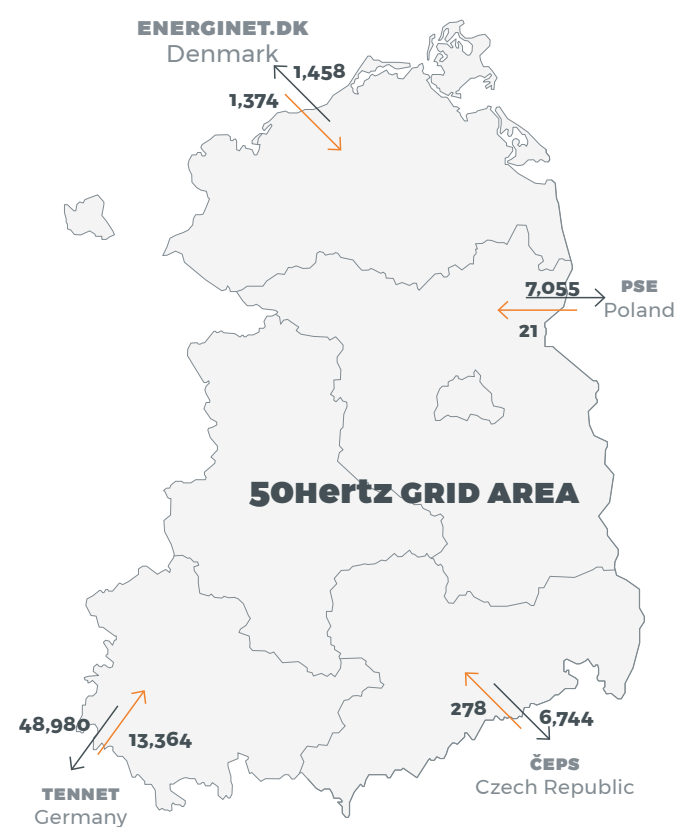 ENERGINET.DK
Denmark
1,458
1,374
7,055
PSE
Poland
21
50Hertz GRID AREA
48,980
13,364
TENNET
Germany
278
6,744
ČEPS
Czech Republic